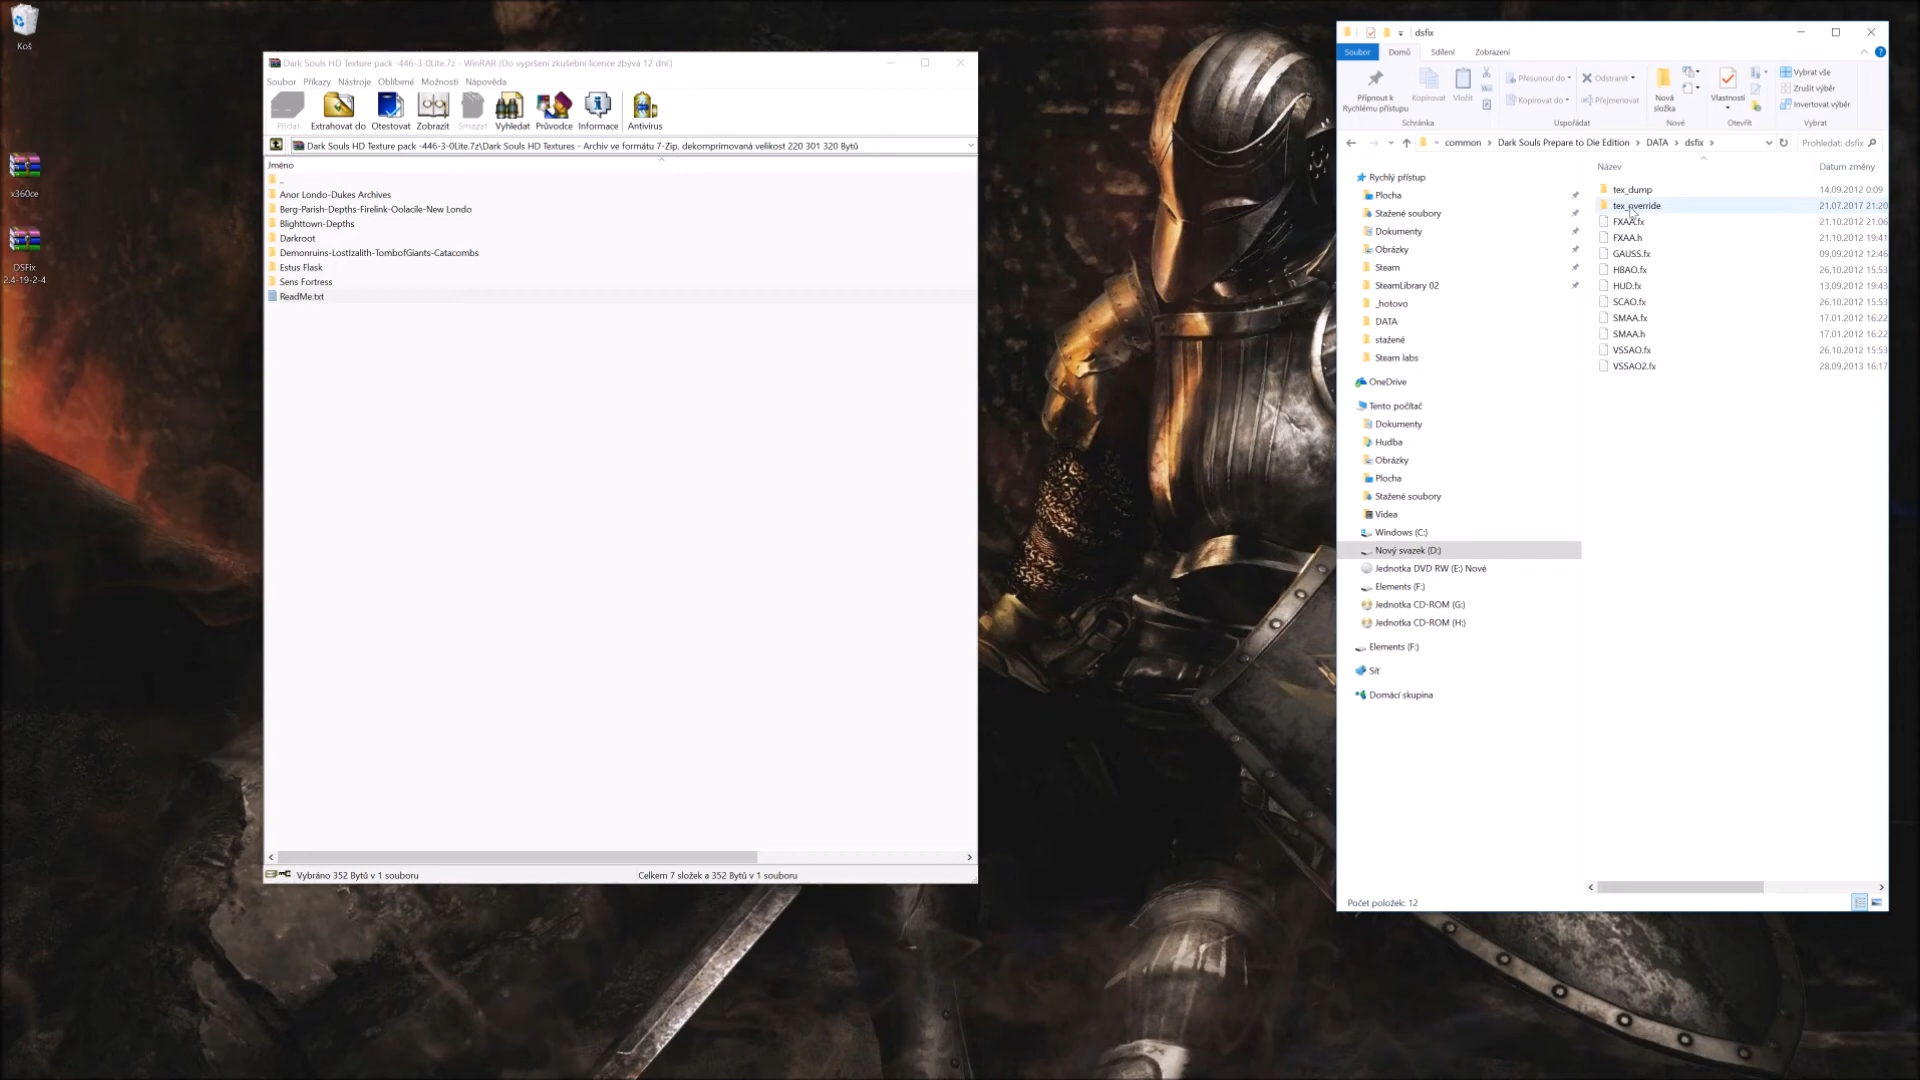 Koš
x360ce
DSFix
2.4-19-2-4
Dark Souls HD Texture pack -446-3-0Lite.7z - WinRAR (Do vypršení zkušební licence zbývá 12 dní.)
Soubor Příkazy Nástroje Oblíbené Možnosti Nápověda
Přidat Extrahovat do Otestovat Zobrazit Smazat Vyhledat Průvodce Informace Antivirus
Dark Souls HD Texture pack -446-3-0Lite.7z\Dark Souls HD Textures - Archiv ve formátu 7-Zip, dekomprimovaná velikost 220 301 320 Bytů
Jméno
..
Anor Londo-Dukes Archives
Berg-Parish-Depths-Firelink-Oolacile-New Londo
Blighttown-Depths
Darkroot
Demonruins-LostIzalith-TombofGiants-Catacombs
Estus Flask
Sens Fortress
ReadMe.txt
Vybráno 352 Bytů v 1 souboru
Celkem 7 složek a 352 Bytů v 1 souboru
dsfix
Soubor Domů Sdílení Zobrazení
Připnout k
Rychlému přístupu
Kopírovat
Vložit
Schránka
Přesunout do
Kopírovat do
Odstranit
Přejmenovat
Uspořádat
Nová
složka
Nové
Vlastnosti
Otevřít
Vybrat vše
Zrušit výběr
Invertovat výběr
Vybrat
common > Dark Souls Prepare to Die Edition > DATA > dsfix >
Prohledat: dsfix
Rychlý přístup
Plocha
Stažené soubory
Dokumenty
Obrázky
Steam
SteamLibrary 02
_hotovo
DATA
stažené
Steam labs
OneDrive
Tento počítač
Dokumenty
Hudba
Obrázky
Plocha
Stažené soubory
Videa
Windows (C:)
Nový svazek (D:)
Jednotka DVD RW (E:) Nové
Elements (F:)
Jednotka CD-ROM (G:)
Jednotka CD-ROM (H:)
Elements (F:)
Síť
Domácí skupina
Název Datum změny
tex_dump 14.09.2012 0:09
tex_override 21.07.2017 21:20
FXAA.fx 21.10.2012 21:06
FXAA.h 21.10.2012 19:41
GAUSS.fx 09.09.2012 12:46
HBAO.fx 26.10.2012 15:53
HUD.fx 13.09.2012 19:43
SCAO.fx 26.10.2012 15:53
SMAA.fx 17.01.2012 16:22
SMAA.h 17.01.2012 16:22
VSSAO.fx 26.10.2012 15:53
VSSAO2.fx 28.09.2013 16:17
Počet položek: 12